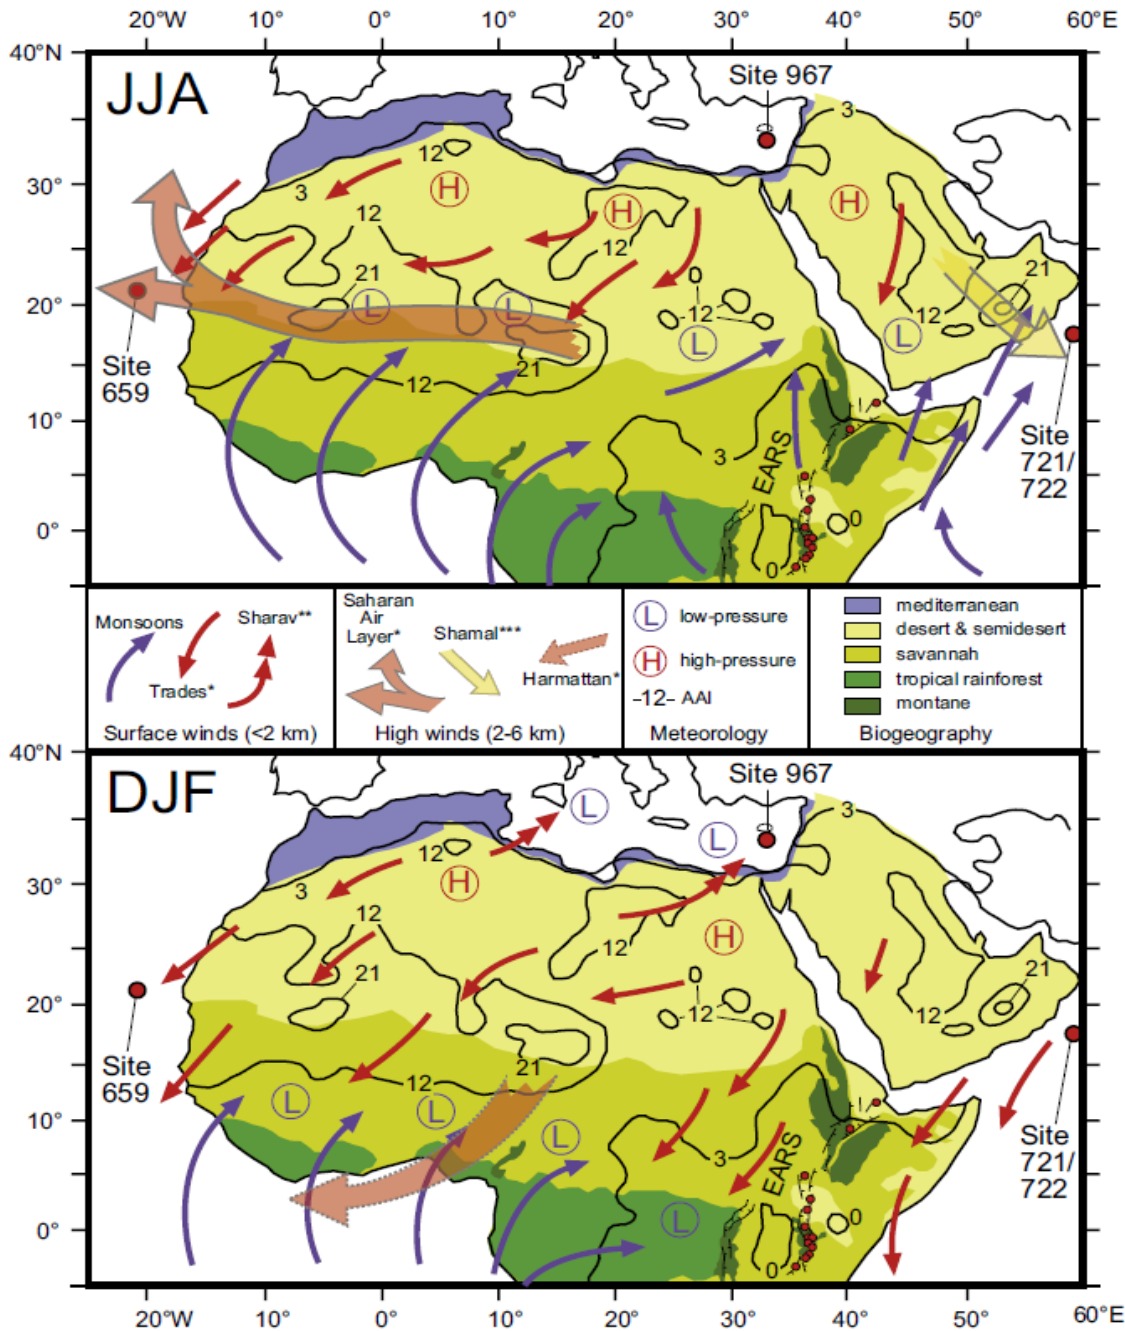 20°W 10° 0° 10° 20° 30° 40° 50° 60°E
40°N
JJA
Site 967
3
12
H
30°
3
H
H
12
12
21
21
20°
L
L
12
12
L
L
Site
659
21
12
10°
3
EARS
Site
721/
722
0°
0
0
Monsoons
Sharav**
Trades*
Surface winds (<2 km)
Saharan
Air
Layer*
Shamal***
Harmattan*
High winds (2-6 km)
L low-pressure
H high-pressure
-12- AAI
Meteorology
mediterranean
desert & semidesert
savannah
tropical rainforest
montane
Biogeography
40°N
DJF
Site 967
L
L
3
12
H
30°
3
12
H
12
21
21
20°
12
12
Site
659
21
12
L
L
L
10°
3
EARS
Site
721/
722
L
0°
0
0
20°W 10° 0° 10° 20° 30° 40° 50° 60°E